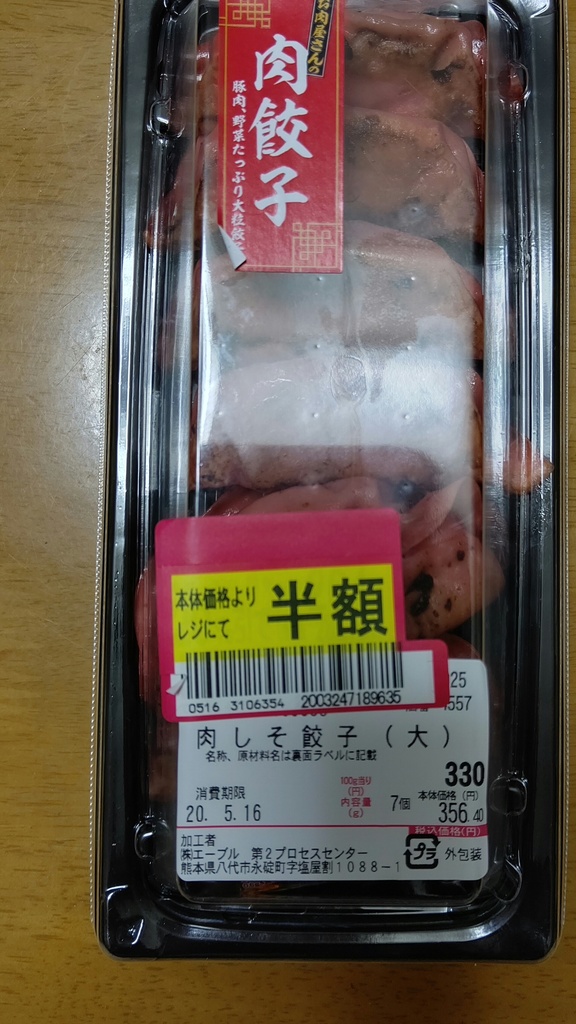 お肉屋さんの
肉餃子
豚肉、野菜たっぷり大粒餃子
本体価格より
レジにて
半額
0516 3106354 2003247189635
25
557
肉しそ餃子(大)
名称、原材料名は裏面ラベルに記載
消費期限
20. 5.16
100g当り
(円)
内容量
(g)
7個
330
本体価格(円)
356.40
税込価格(円)
加工者
㈱エーブル 第2プロセスセンター
熊本県八代市永碇町字塩屋割1088-1
プラ 外包装